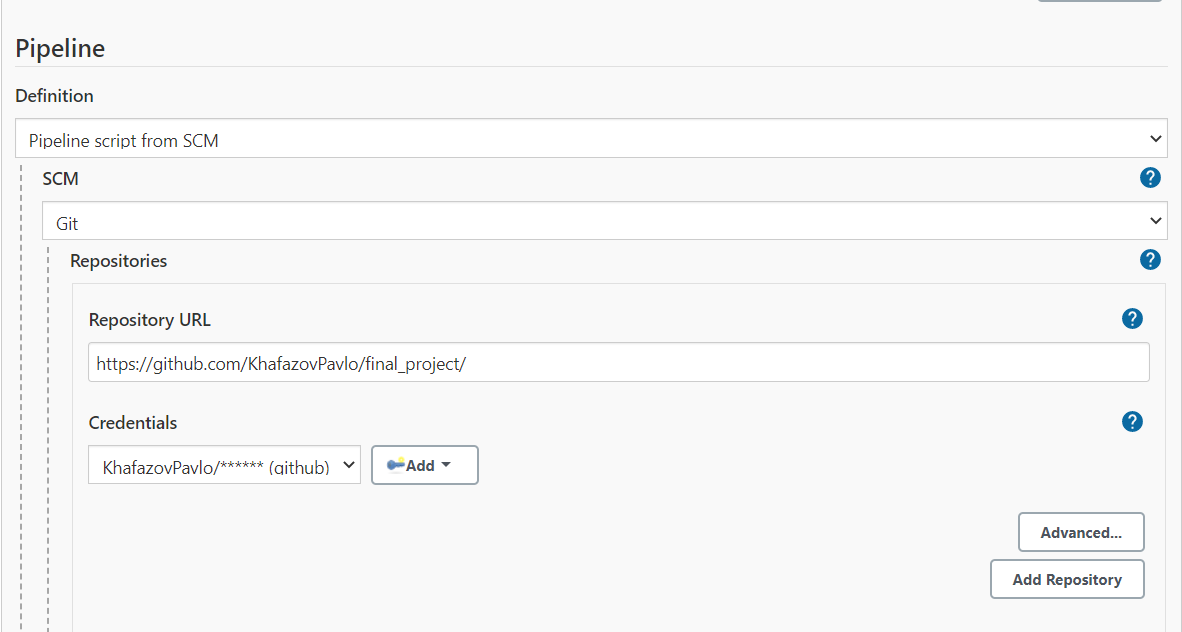 Pipeline
Definition
Pipeline script from SCM
SCM
?
Git
Repositories
?
Repository URL
?
https://github.com/KhafazovPavlo/final_project/
Credentials
?
KhafazovPavlo/****** (github)
Add
Advanced...
Add Repository